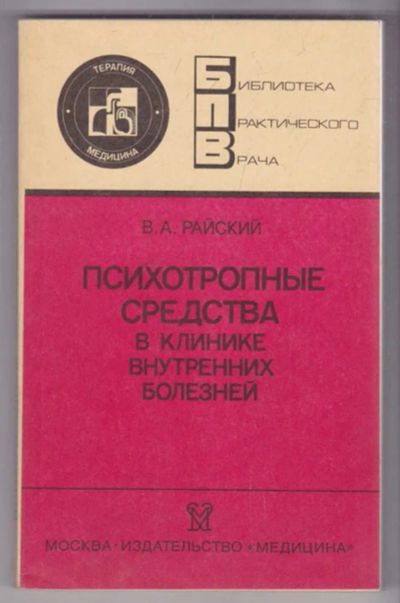 ТЕРАПИЯ
МЕДИЦИНА
БИБЛИОТЕКА
ПРАКТИЧЕСКОГО
ВРАЧА
В. А. РАЙСКИЙ
ПСИХОТРОПНЫЕ
СРЕДСТВА
В КЛИНИКЕ
ВНУТРЕННИХ
БОЛЕЗНЕЙ
МОСКВА · ИЗДАТЕЛЬСТВО «МЕДИЦИНА»